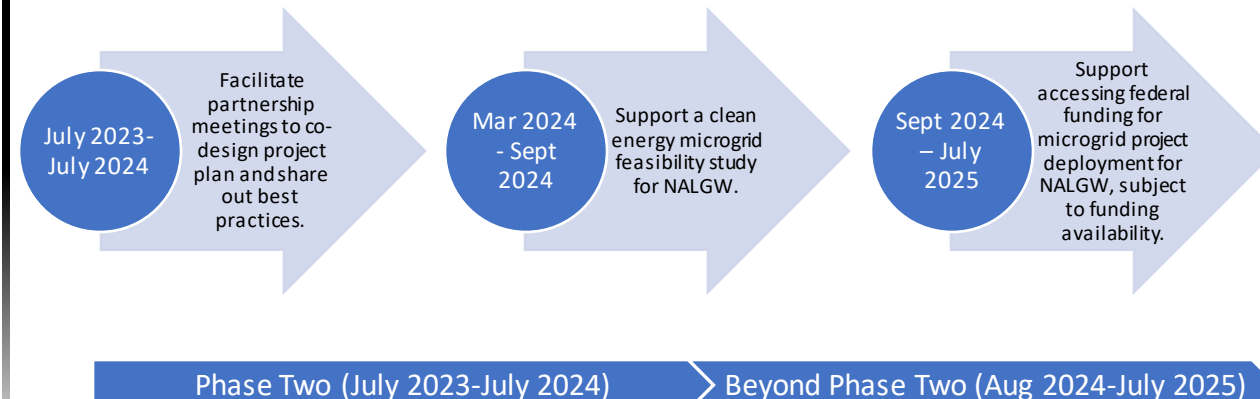 July 2023-
July 2024
Facilitate
partnership
meetings to co-
design project
plan and share
out best
practices.
Mar 2024
- Sept
2024
Support a clean
energy microgrid
feasibility study
for NALGW.
Sept 2024
– July
2025
Support
accessing federal
funding for
microgrid project
deployment for
NALGW, subject
to funding
availability.
Phase Two (July 2023-July 2024)
Beyond Phase Two (Aug 2024-July 2025)